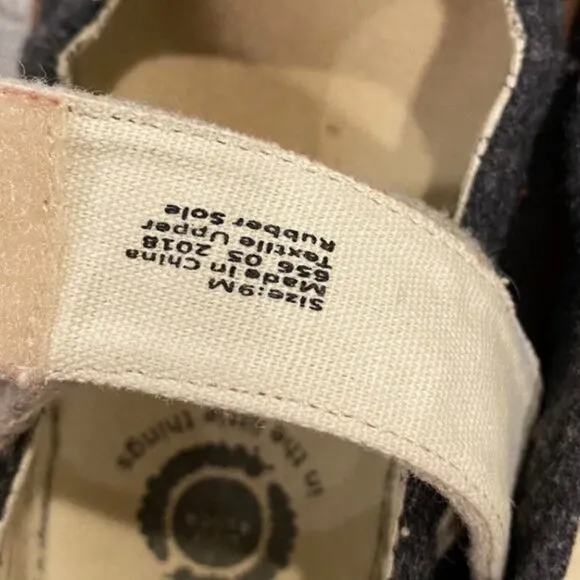 Size:9M
Made in China
656 05 2018
Textile Upper
Rubber Sole
in the little things